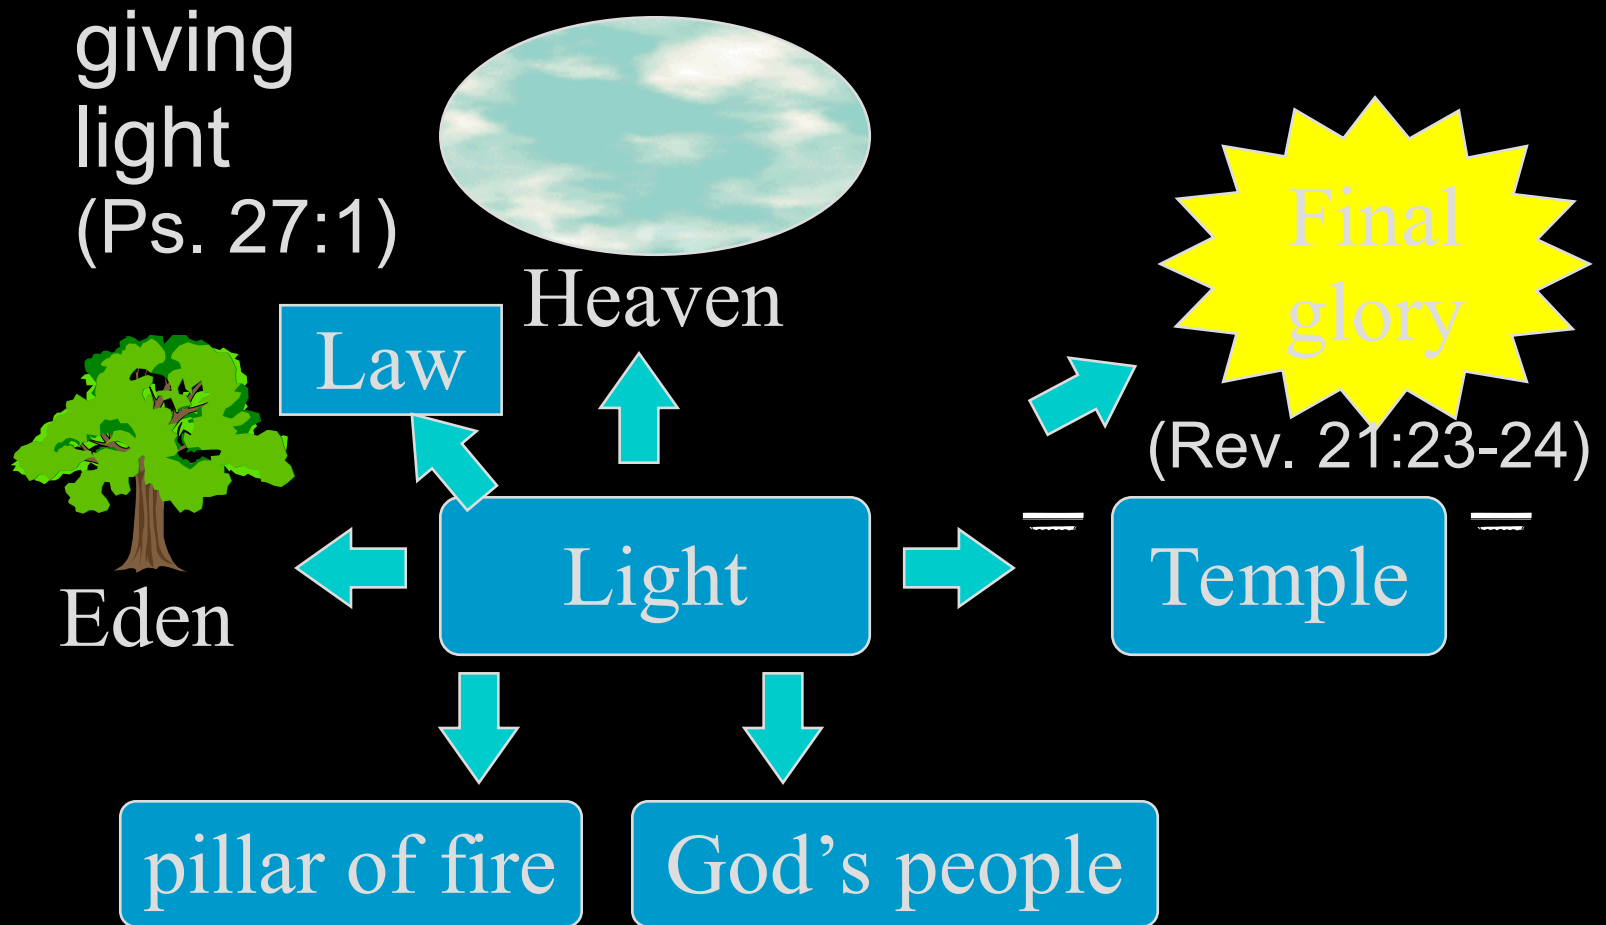 giving
light
(Ps. 27:1)
Heaven
Final
glory
Law
(Rev. 21:23-24)
Eden
Light
Temple
pillar of fire
God’s people